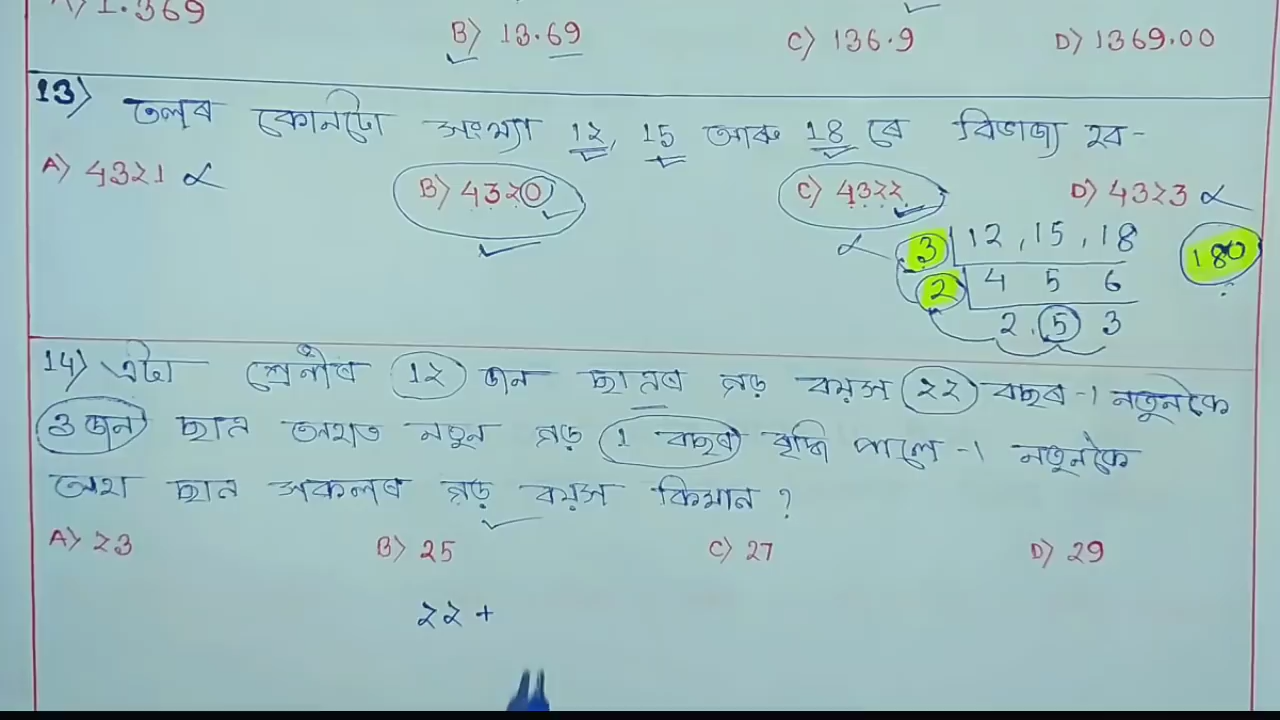 A) 1.369
B) 13.69 C) 136.9 D) 1369.00
13) তলৰ কোনটো সংখ্যা 12, 15 আৰু 18 ৰে বিভাজ্য হব-
A) 4321 B) 4320 C) 4322 D) 4323
3 12, 15, 18 180
2 4 5 6
2. 5 3
14) এটা শ্ৰেণীৰ 12 জন ছাত্ৰৰ গড় বয়স 22 বছৰ -। নতুনকৈ
3 জন ছাত্ৰ অহাত নতুন গড় 1 বছৰ বৃদ্ধি পালে -। নতুনকৈ
অহা ছাত্ৰ সকলৰ গড় বয়স কিমান ?
A) 23 B) 25 C) 27 D) 29
22 +